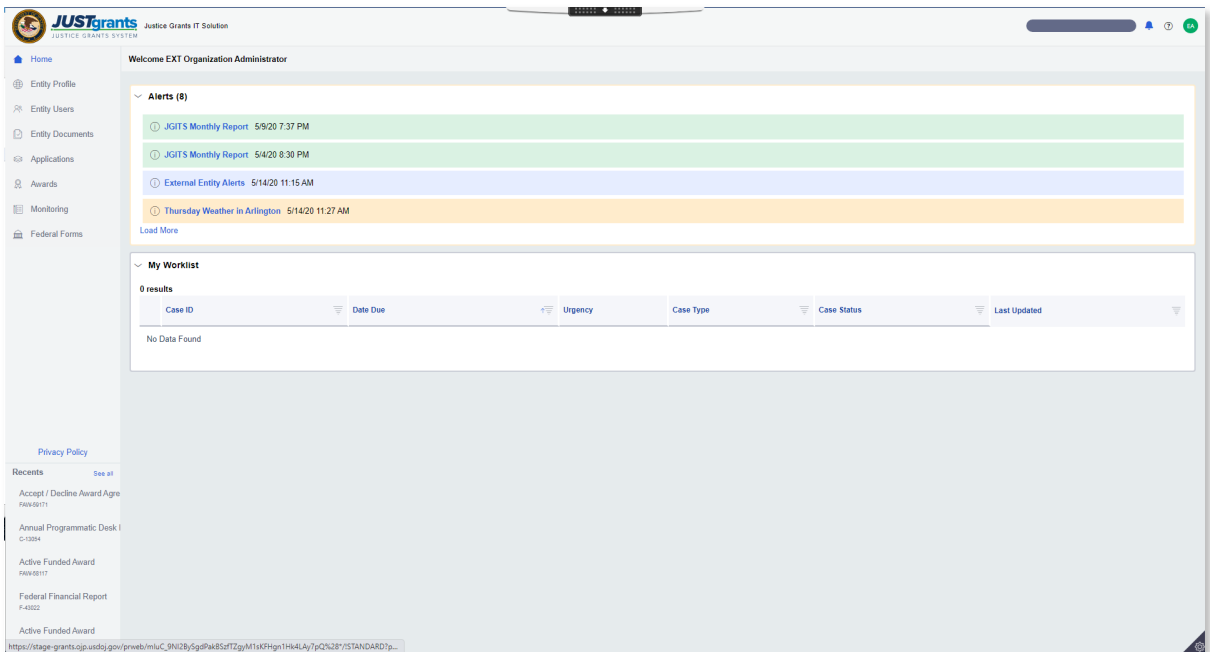 JUSTgrants Justice Grants IT Solution
JUSTICE GRANTS SYSTEM
EA
Home
Entity Profile
Entity Users
Entity Documents
Applications
Awards
Monitoring
Federal Forms
Privacy Policy
Recents See all
Accept / Decline Award Agre
FAW-59171
Annual Programmatic Desk
C-13054
Active Funded Award
FAW-58117
Federal Financial Report
F-43022
Active Funded Award
Welcome EXT Organization Administrator
Alerts (8)
JGITS Monthly Report 5/9/20 7:37 PM
JGITS Monthly Report 5/4/20 8:30 PM
External Entity Alerts 5/14/20 11:15 AM
Thursday Weather in Arlington 5/14/20 11:27 AM
Load More
My Worklist
0 results
Case ID Date Due Urgency Case Type Case Status Last Updated
No Data Found